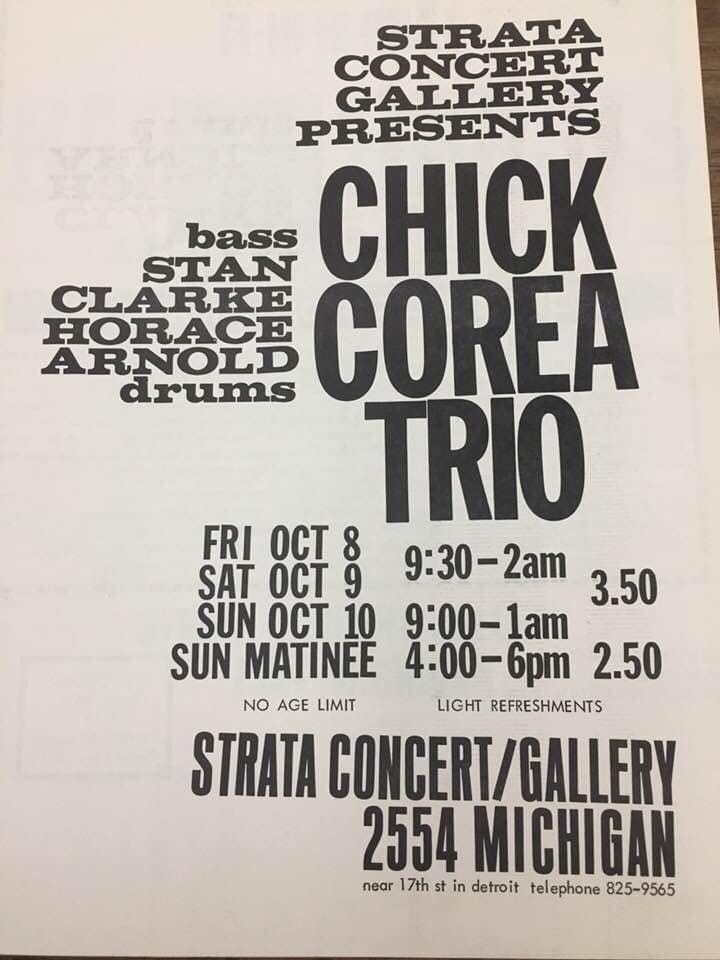 STRATA
CONCERT
GALLERY
PRESENTS
CHICK
COREA
TRIO
bass
STAN
CLARKE
HORACE
ARNOLD
drums
FRI OCT 8
SAT OCT 9
9:30-2am
3.50
SUN OCT 10 9:00-1am
SUN MATINÉE 4:00-6pm 2.50
NO AGE LIMIT LIGHT REFRESHMENTS
STRATA CONCERT/GALLERY
2554 MICHIGAN
near 17th st in detroit telephone 825-9565